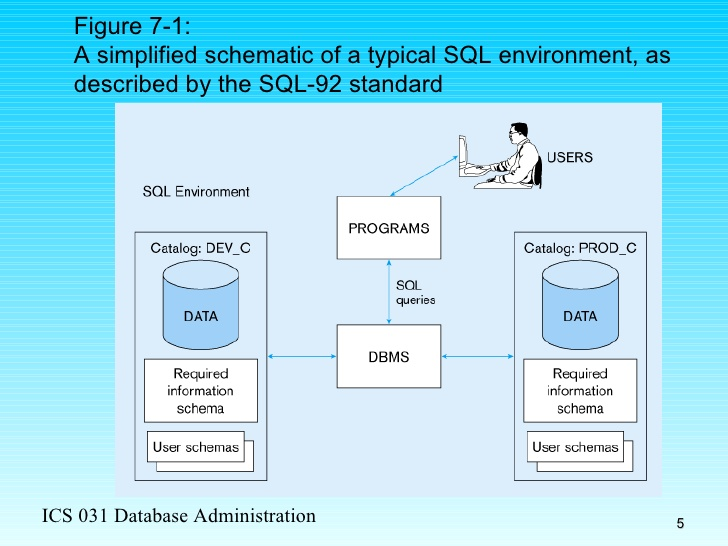 Figure 7-1:
A simplified schematic of a typical SQL environment, as
described by the SQL-92 standard
USERS
SQL Environment
PROGRAMS
Catalog: DEV_C
DATA
Required
information
schema
User schemas
SQL
queries
DBMS
Catalog: PROD_C
DATA
Required
information
schema
User schemas
ICS 031 Database Administration
5